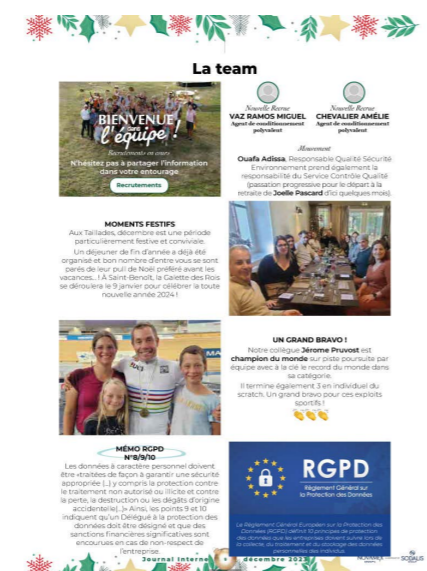 La team
BIENVENUE
dans
l'équipe !
Recrutements en cours
N'hésitez pas à partager l'information
dans votre entourage
Recrutements
Nouvelle Recrue
VAZ RAMOS MIGUEL
Agent de conditionnement
polyvalent
Nouvelle Recrue
CHEVALIER AMÉLIE
Agent de conditionnement
polyvalent
Mouvement
Ouafa Adissa, Responsable Qualité Sécurité
Environnement prend également la
responsabilité du Service Contrôle Qualité
(passation progressive pour le départ à la
retraite de Joelle Pascard d'ici quelques mois).
MOMENTS FESTIFS
Aux Taillades, décembre est une période
particulièrement festive et conviviale.
Un déjeuner de fin d'année a déjà été
organisé et bon nombre d'entre vous se sont
parés de leur pull de Noël préféré avant les
vacances... ! À Saint-Benoît, la Galette des Rois
se déroulera le 9 janvier pour célébrer la toute
nouvelle année 2024 !
UN GRAND BRAVO !
Notre collègue Jérome Pruvost est
champion du monde sur piste poursuite par
équipe avec à la clé le record du monde dans
sa catégorie.
Il termine également 3 en individuel du
scratch. Un grand bravo pour ces exploits
sportifs !
MÉMO RGPD
N°8/9/10
Les données à caractère personnel doivent
être «traitées de façon à garantir une sécurité
appropriée (...) y compris la protection contre
le traitement non autorisé ou illicite et contre
la perte, la destruction ou les dégâts d'origine
accidentelle(...)» Ainsi, les points 9 et 10
indiquent qu'un Délégué à la protection des
données doit être désigné et que des
sanctions financières significatives sont
encourues en cas de non-respect de
l'entreprise.
RGPD
Règlement Général sur
la Protection des Données
Le Règlement Général Européen sur la Protection des
Données (RGPD) définit 10 principes de protection
des données que les entreprises doivent suivre lors de
la collecte, du traitement et du stockage des données
personnelles des individus.
Journal Interne
décembre 2023